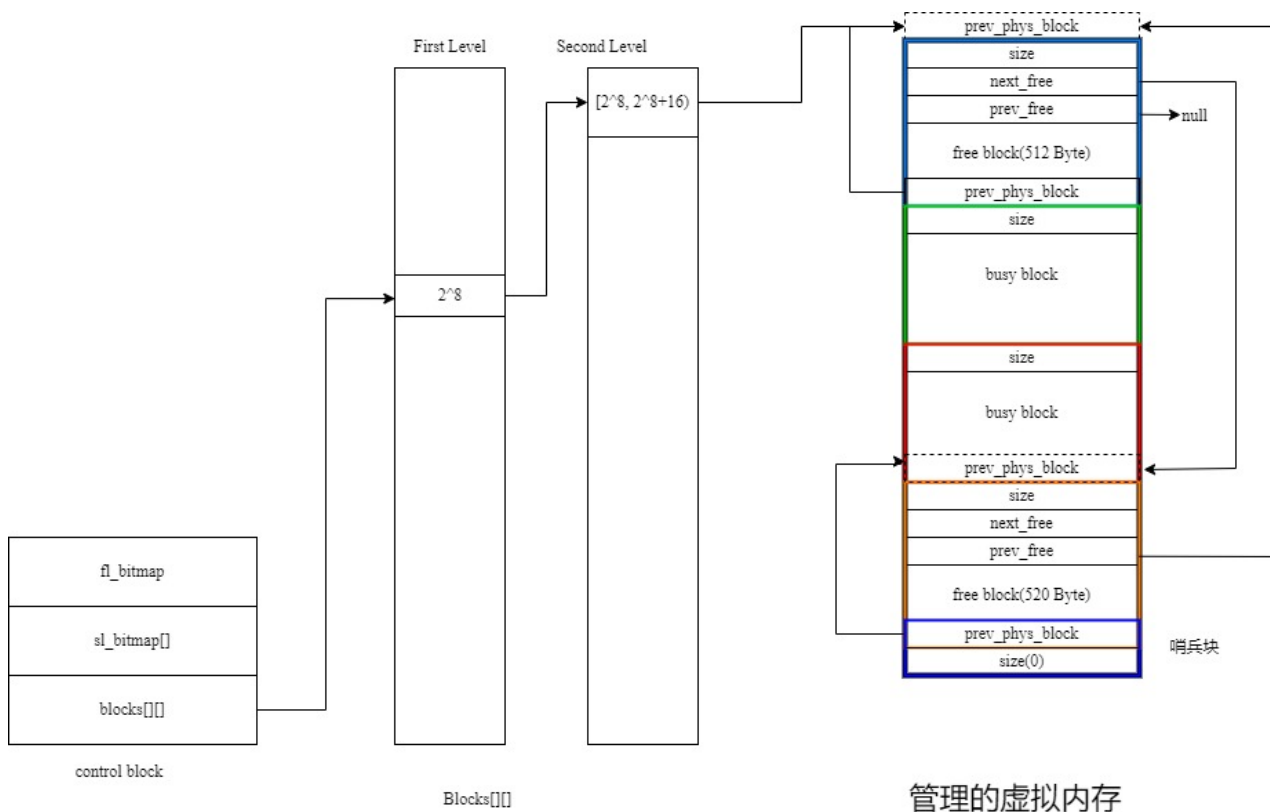 First Level
Second Level
2^8
[2^8, 2^8+16)
fl_bitmap
sl_bitmap[]
blocks[][]
control block
Blocks[][]
prev_phys_block
size
next_free
prev_free
null
free block(512 Byte)
prev_phys_block
size
busy block
size
busy block
prev_phys_block
size
next_free
prev_free
free block(520 Byte)
prev_phys_block
size(0)
哨兵块
管理的虚拟内存